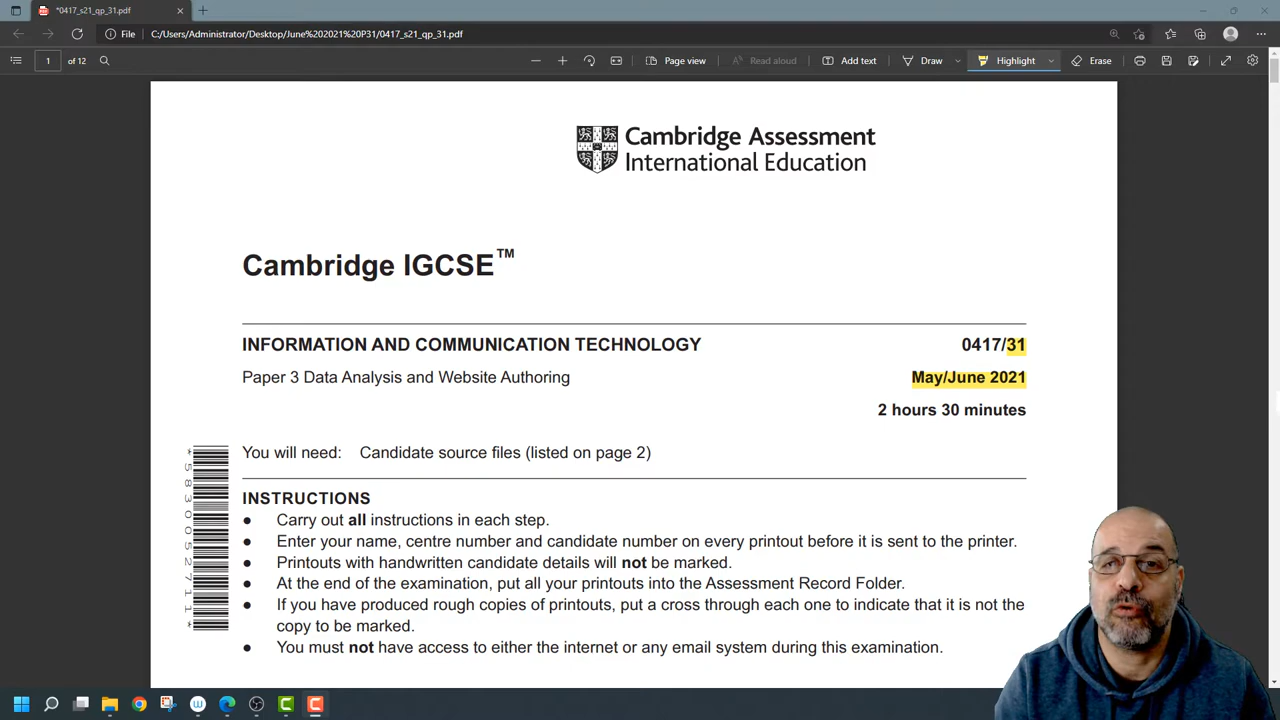 *0417_s21_qp_31.pdf
File C:/Users/Administrator/Desktop/June%202021%20P31/0417_s21_qp_31.pdf
1 of 12 Page view Read aloud Add text Draw Highlight Erase
Cambridge Assessment
International Education
Cambridge IGCSE™
INFORMATION AND COMMUNICATION TECHNOLOGY 0417/31
Paper 3 Data Analysis and Website Authoring May/June 2021
2 hours 30 minutes
You will need: Candidate source files (listed on page 2)
*5830052711*
INSTRUCTIONS
● Carry out all instructions in each step.
● Enter your name, centre number and candidate number on every printout before it is sent to the printer.
● Printouts with handwritten candidate details will not be marked.
● At the end of the examination, put all your printouts into the Assessment Record Folder.
● If you have produced rough copies of printouts, put a cross through each one to indicate that it is not the
copy to be marked.
● You must not have access to either the internet or any email system during this examination.